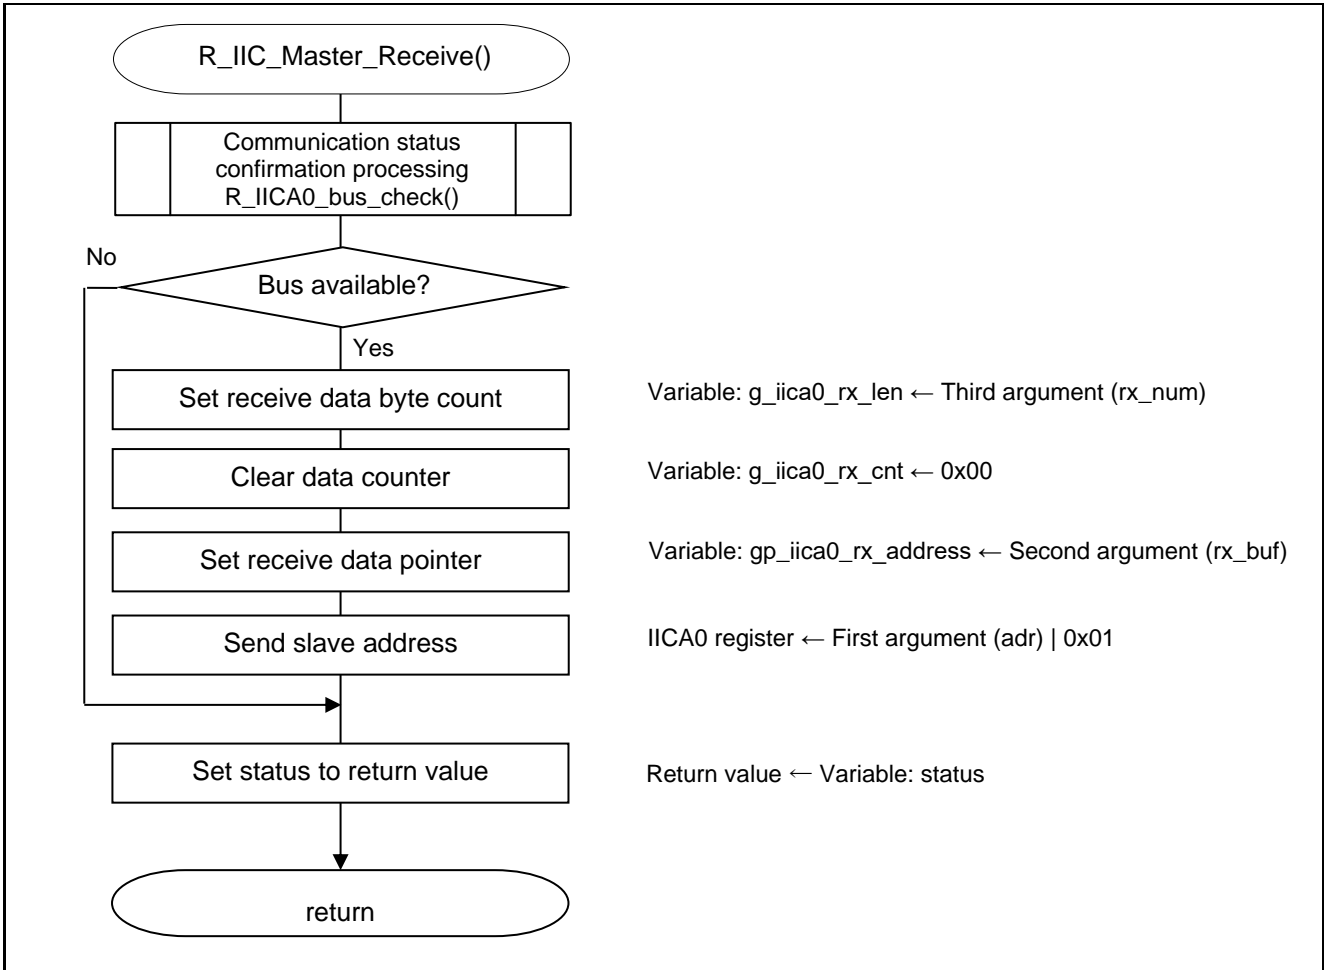 R_IIC_Master_Receive()
Communication status
confirmation processing
R_IICA0_bus_check()
No
Bus available?
Yes
Set receive data byte count
Variable: g_iica0_rx_len ← Third argument (rx_num)
Clear data counter
Variable: g_iica0_rx_cnt ← 0x00
Set receive data pointer
Variable: gp_iica0_rx_address ← Second argument (rx_buf)
Send slave address
IICA0 register ← First argument (adr) | 0x01
Set status to return value
Return value ← Variable: status
return